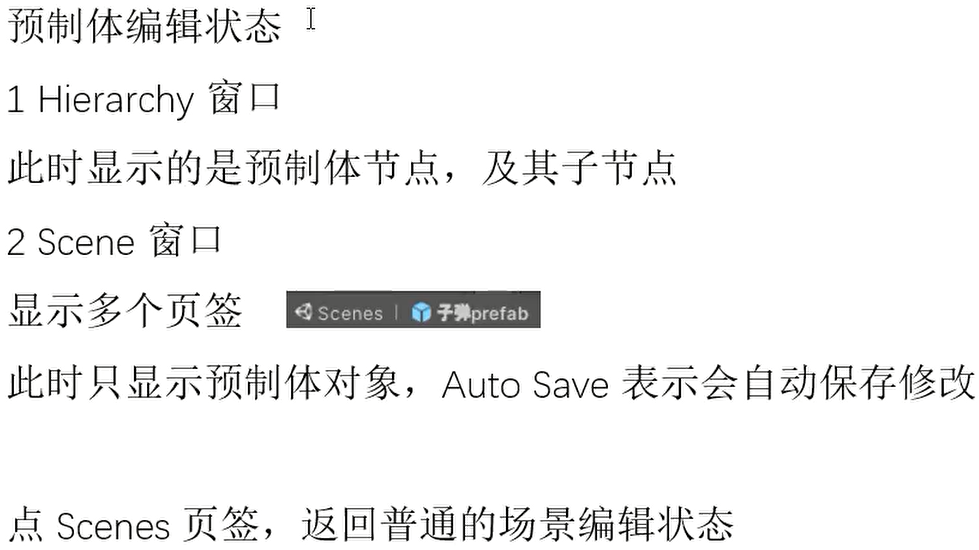 预制体编辑状态
1 Hierarchy 窗口
此时显示的是预制体节点，及其子节点
2 Scene 窗口
显示多个页签 Scenes | 子弹prefab
此时只显示预制体对象，Auto Save 表示会自动保存修改
点 Scenes 页签，返回普通的场景编辑状态